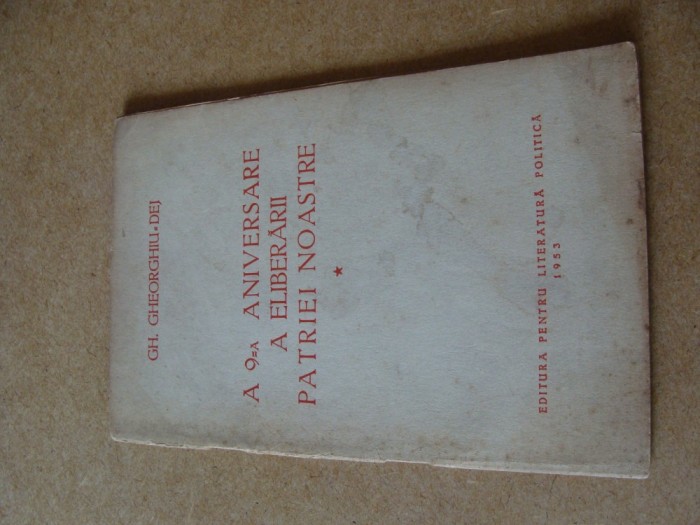 GH. GHEORGHIU-DEJ
A 9=A ANIVERSARE
A ELIBERĂRII
PATRIEI NOASTRE
★
EDITURA PENTRU LITERATURĂ POLITICĂ
1953